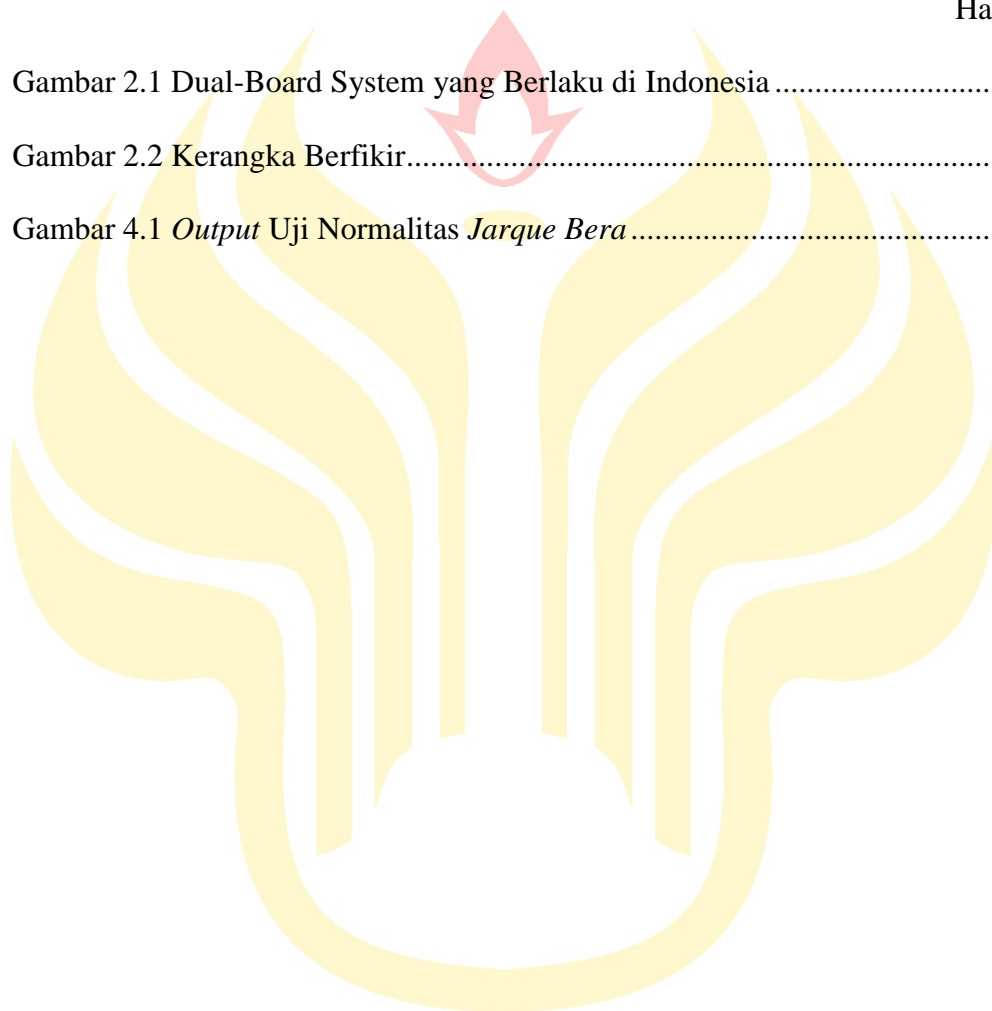 Gambar 2.1 Dual-Board System yang Berlaku di Indonesia ..........................
Gambar 2.2 Kerangka Berfikir.......................................................................
Gambar 4.1 Output Uji Normalitas Jarque Bera ...........................................